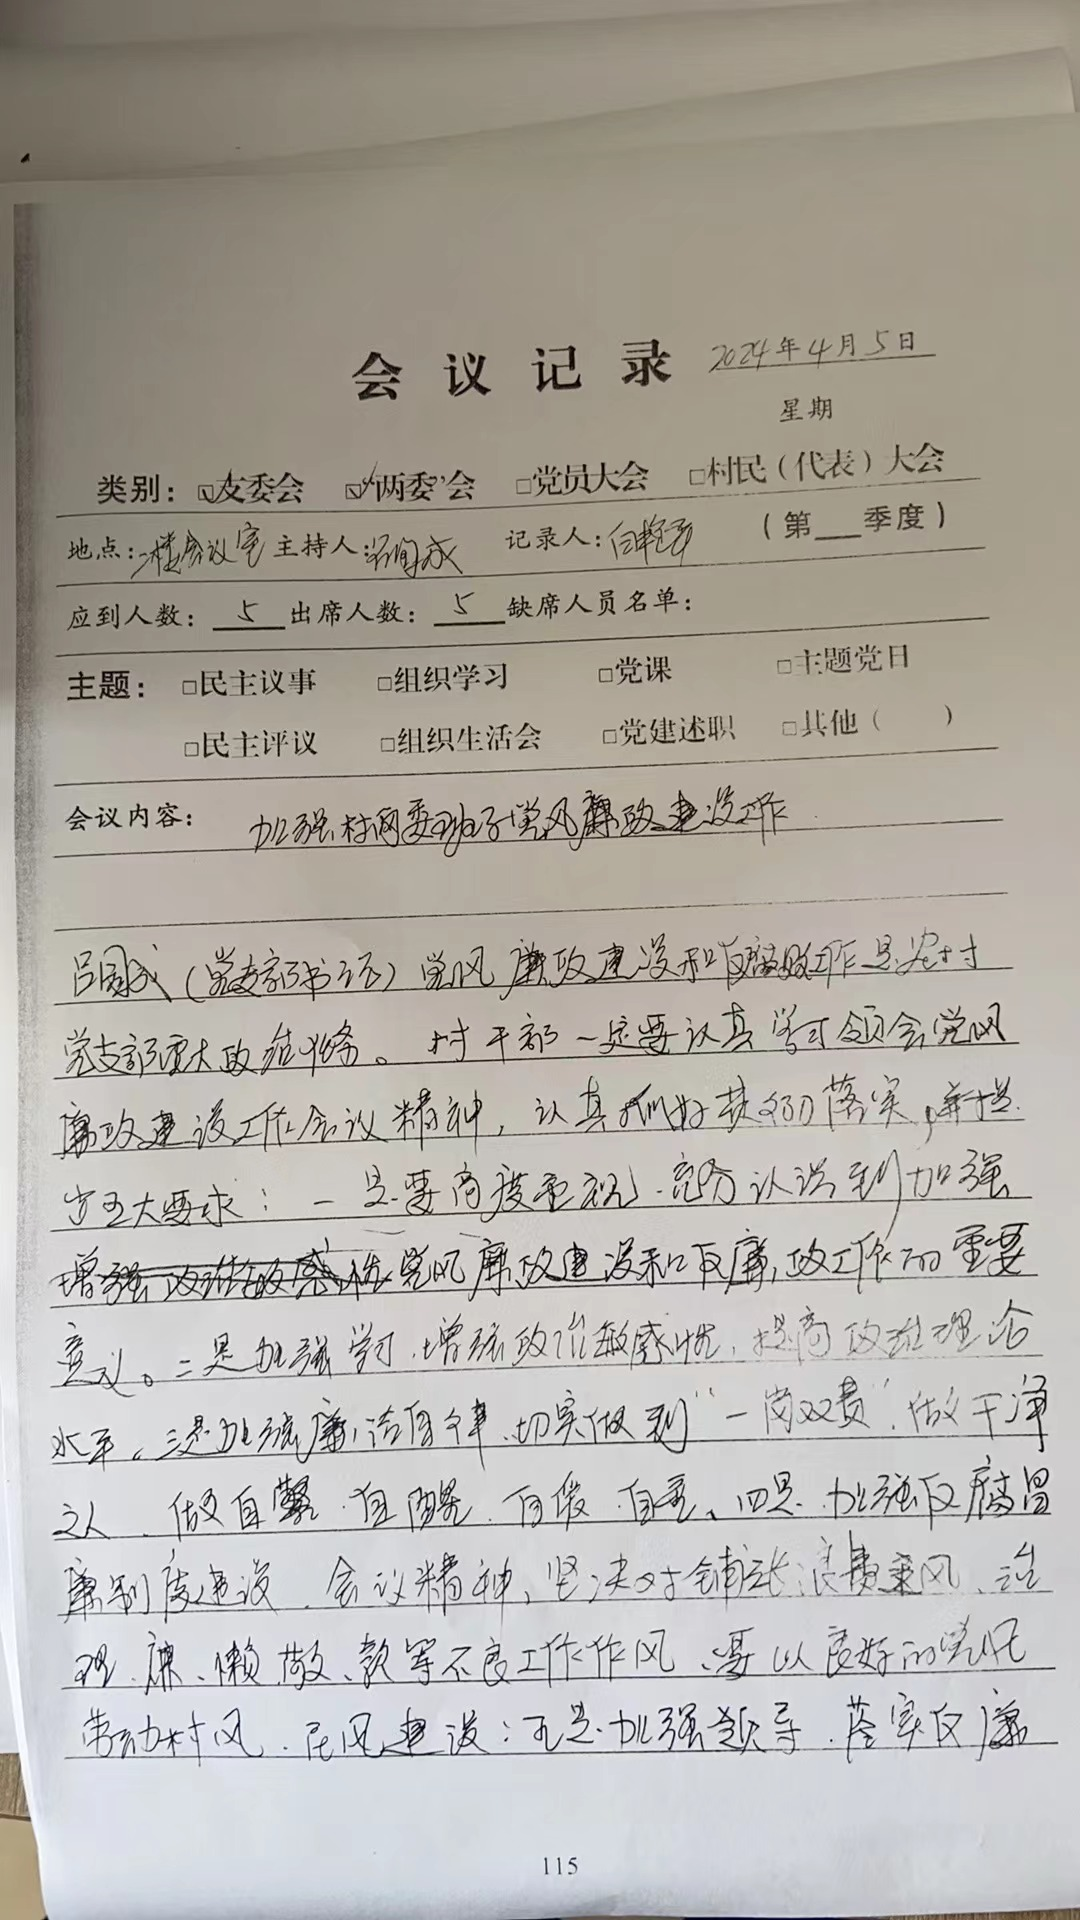 会议记录 2024年4月5日
星期
类别：☑支委会 ☑“两委”会 □党员大会 □村民（代表）大会
地点：二楼会议室 主持人：吕国成 记录人： （第 季度）
应到人数：5 出席人数：5 缺席人员名单：
主题：□民主议事 □组织学习 □党课 □主题党日
□民主评议 □组织生活会 □党建述职 □其他（ ）
会议内容：加强村两委班子党风廉政建设工作
吕国成（党支部书记）党风廉政建设和反腐败工作是农村
党支部重大政治任务。村干部一定要认真学习领会党风
廉政建设工作会议精神，认真 落实，并提
出五大要求：一是要高度重视，充分认识到加强
党风廉政建设和反廉政工作的重要
意义。二是加强学习，增强政治敏感性，提高政治理论
水平。三是加强廉洁自律、切实做到“一岗双责”，做干净
之人，做自警、自醒、自 、自重、四是加强反腐倡
廉制度建设，会议精神，坚决对铺张浪费 风、治
理、 、懒、散、 等不良工作作风、要以良好的党风
带动村风、民风建设；五是加强领导，落实反廉
115